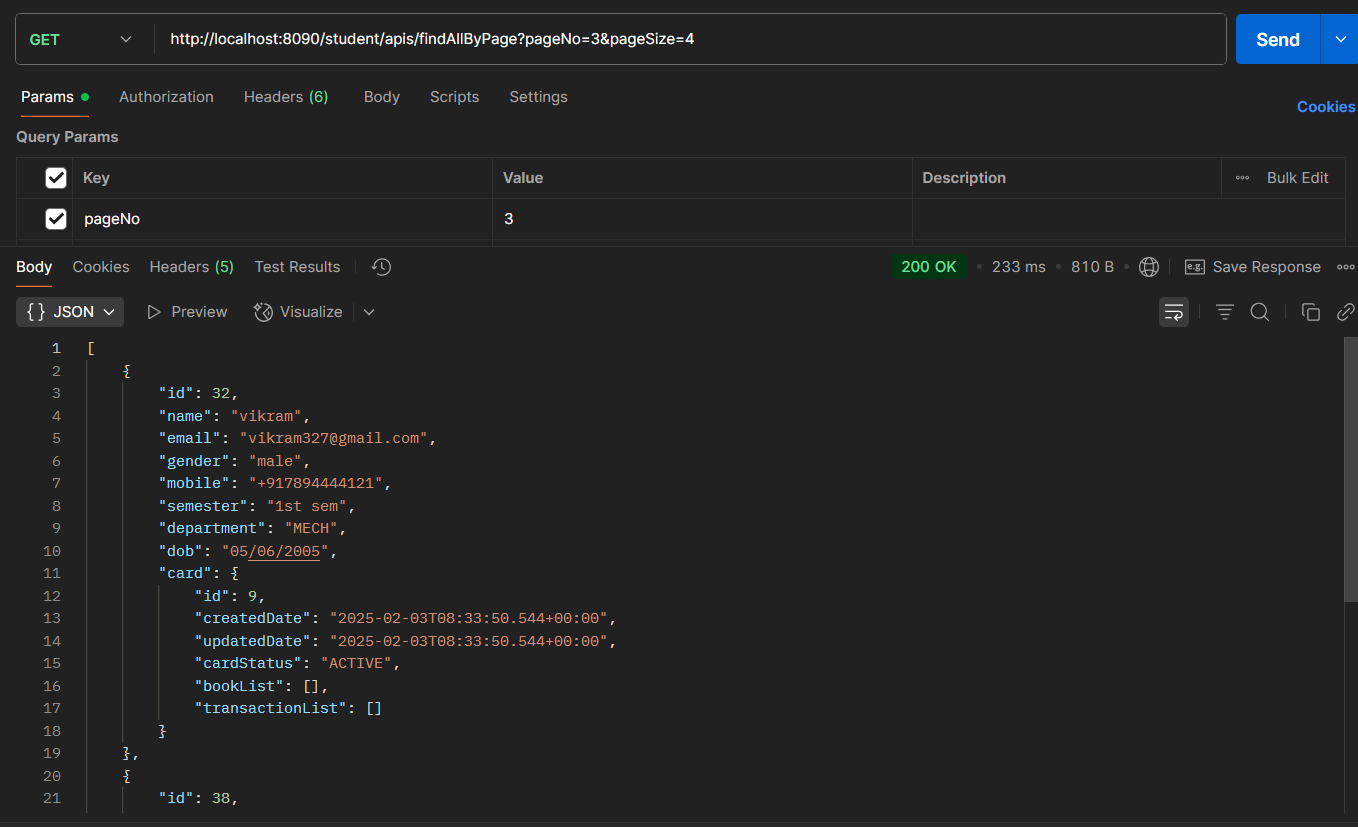 GET http://localhost:8090/student/apis/findAllByPage?pageNo=3&pageSize=4 Send
Params Authorization Headers (6) Body Scripts Settings Cookies
Query Params
Key Value Description Bulk Edit
pageNo 3
Body Cookies Headers (5) Test Results 200 OK 233 ms 810 B e.g. Save Response
{} JSON Preview Visualize
1 [
2 {
3 "id": 32,
4 "name": "vikram",
5 "email": "vikram327@gmail.com",
6 "gender": "male",
7 "mobile": "+917894444121",
8 "semester": "1st sem",
9 "department": "MECH",
10 "dob": "05/06/2005",
11 "card": {
12 "id": 9,
13 "createdDate": "2025-02-03T08:33:50.544+00:00",
14 "updatedDate": "2025-02-03T08:33:50.544+00:00",
15 "cardStatus": "ACTIVE",
16 "bookList": [],
17 "transactionList": []
18 }
19 },
20 {
21 "id": 38,